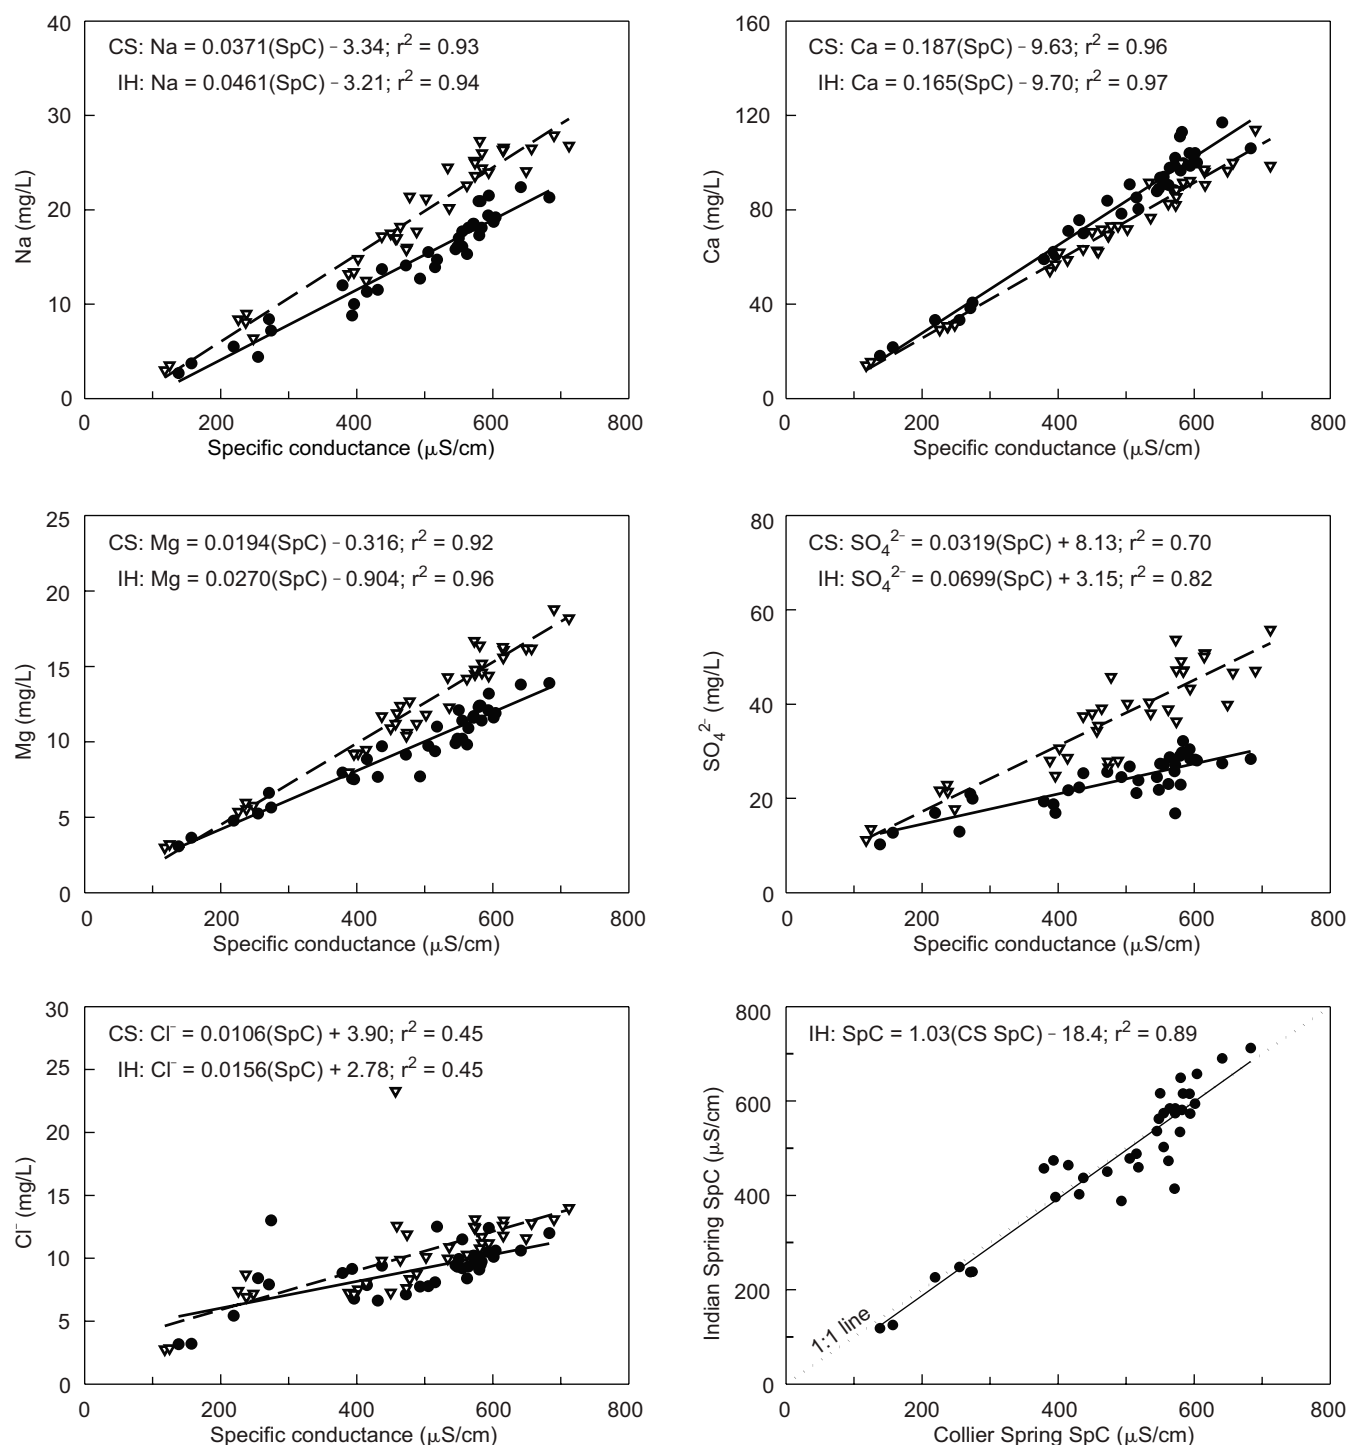 40
30
20
10
0
Na (mg/L)
CS: Na = 0.0371(SpC) − 3.34; r² = 0.93
IH: Na = 0.0461(SpC) − 3.21; r² = 0.94
0 200 400 600 800
Specific conductance (μS/cm)
160
120
80
40
0
Ca (mg/L)
CS: Ca = 0.187(SpC) − 9.63; r² = 0.96
IH: Ca = 0.165(SpC) − 9.70; r² = 0.97
0 200 400 600 800
Specific conductance (μS/cm)
25
20
15
10
5
0
Mg (mg/L)
CS: Mg = 0.0194(SpC) − 0.316; r² = 0.92
IH: Mg = 0.0270(SpC) − 0.904; r² = 0.96
0 200 400 600 800
Specific conductance (μS/cm)
80
60
40
20
0
SO₄²⁻ (mg/L)
CS: SO₄²⁻ = 0.0319(SpC) + 8.13; r² = 0.70
IH: SO₄²⁻ = 0.0699(SpC) + 3.15; r² = 0.82
0 200 400 600 800
Specific conductance (μS/cm)
30
25
20
15
10
5
0
Cl⁻ (mg/L)
CS: Cl⁻ = 0.0106(SpC) + 3.90; r² = 0.45
IH: Cl⁻ = 0.0156(SpC) + 2.78; r² = 0.45
0 200 400 600 800
Specific conductance (μS/cm)
800
600
400
200
0
Indian Spring SpC (μS/cm)
IH: SpC = 1.03(CS SpC) − 18.4; r² = 0.89
1:1 line
0 200 400 600 800
Collier Spring SpC (μS/cm)